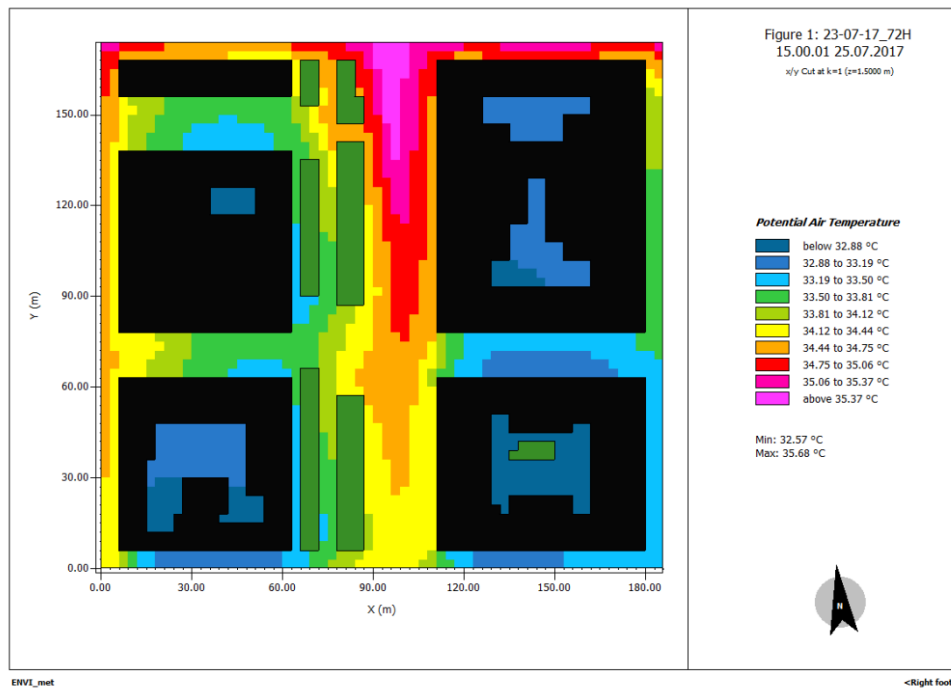 Figure 1: 23-07-17_72H
15.00.01 25.07.2017
x/y Cut at k=1 (z=1.5000 m)
150.00
120.00
90.00
60.00
30.00
0.00
Y (m)
0.00 30.00 60.00 90.00 120.00 150.00 180.00
X (m)
Potential Air Temperature
below 32.88 °C
32.88 to 33.19 °C
33.19 to 33.50 °C
33.50 to 33.81 °C
33.81 to 34.12 °C
34.12 to 34.44 °C
34.44 to 34.75 °C
34.75 to 35.06 °C
35.06 to 35.37 °C
above 35.37 °C
Min: 32.57 °C
Max: 35.68 °C
N
ENVI_met
<Right foot